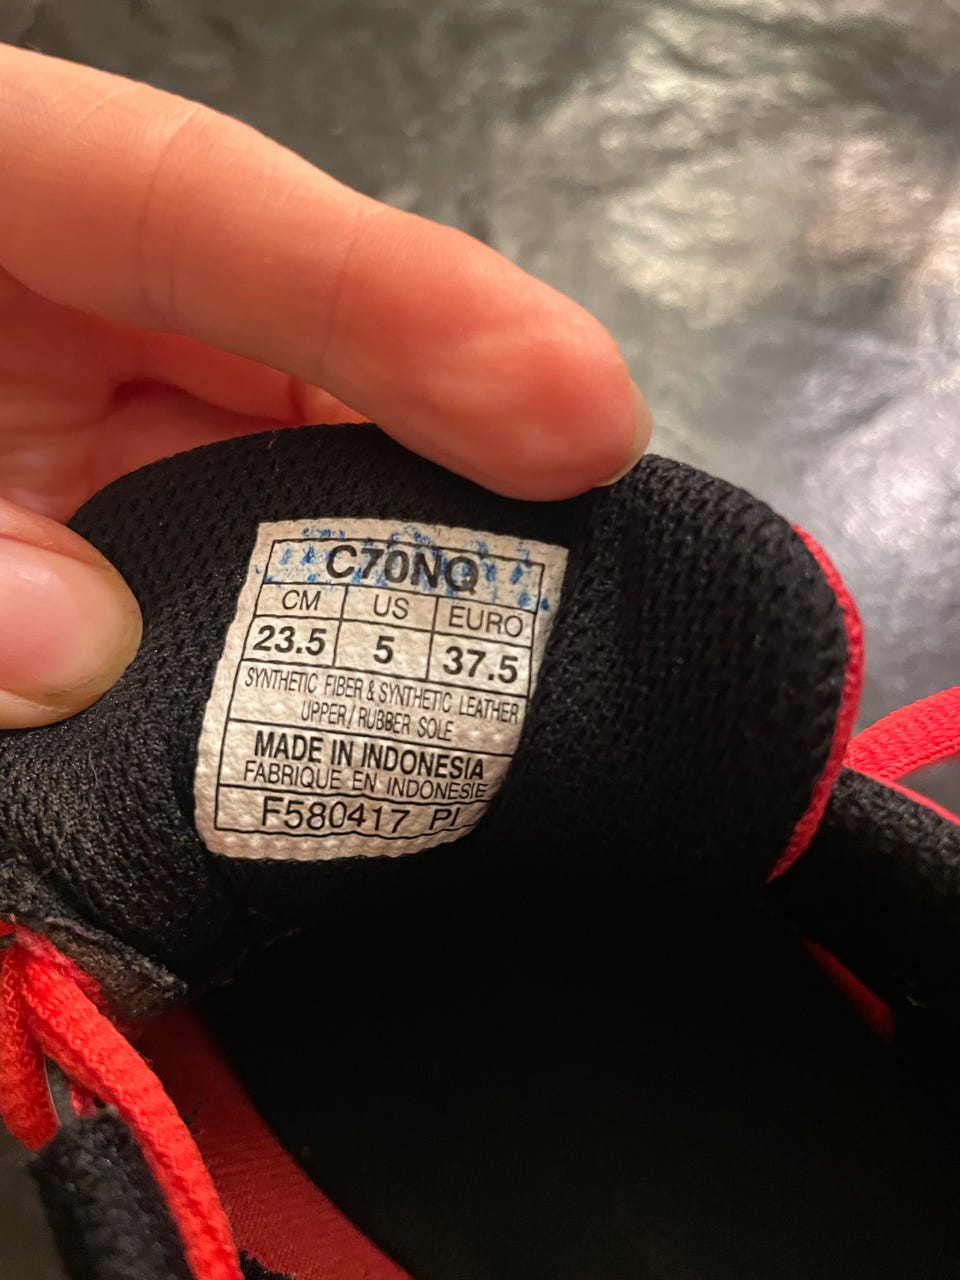 C70NQ
CM US EURO
23.5 5 37.5
SYNTHETIC FIBER & SYNTHETIC LEATHER
UPPER/RUBBER SOLE
MADE IN INDONESIA
FABRIQUE EN INDONESIE
F580417 PI